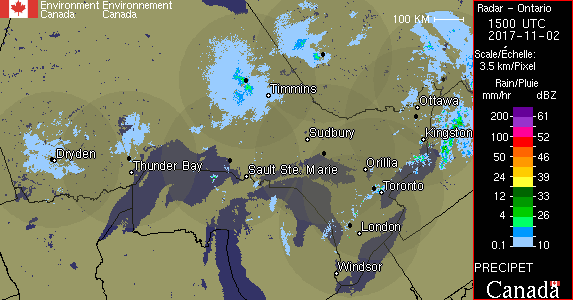 Environment Environnement
Canada Canada
100 KM
Timmins
Ottawa
Sudbury
Kingston
Dryden
Thunder Bay
Sault Ste. Marie
Orillia
Toronto
London
Windsor
Radar - Ontario
1500 UTC
2017-11-02
Scale/Échelle:
3.5 km/Pixel
Rain/Pluie
mm/hr dBZ
200 61
100 52
50 46
24 39
12 33
4 26
0.1 10
PRECIPET
Canada